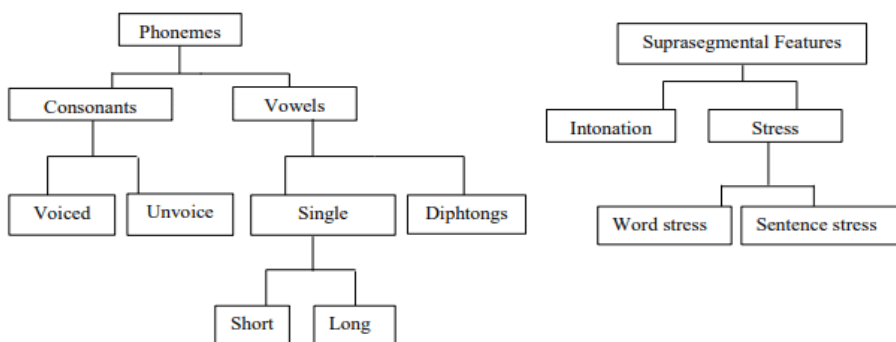 Phonemes
Consonants
Vowels
Voiced
Unvoice
Single
Diphtongs
Short
Long
Suprasegmental Features
Intonation
Stress
Word stress
Sentence stress